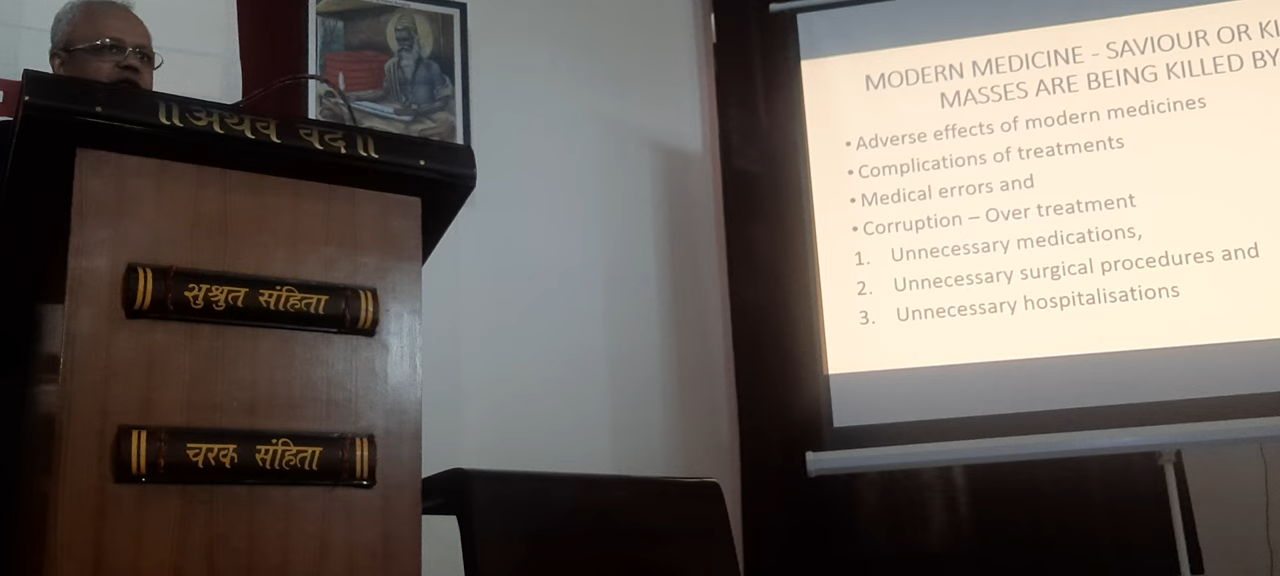 ॥अथर्व वेद॥
सुश्रुत संहिता
चरक संहिता
MODERN MEDICINE - SAVIOUR OR
MASSES ARE BEING KILLED BY
• Adverse effects of modern medicines
• Complications of treatments
• Medical errors and
• Corruption – Over treatment
1. Unnecessary medications,
2. Unnecessary surgical procedures and
3. Unnecessary hospitalisations